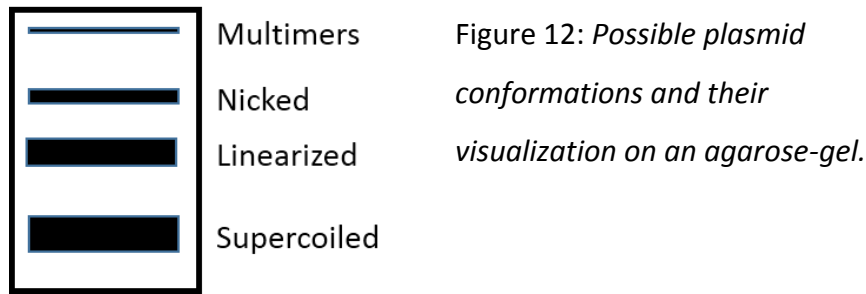 Multimers
Nicked
Linearized
Supercoiled
Figure 12: Possible plasmid
conformations and their
visualization on an agarose-gel.